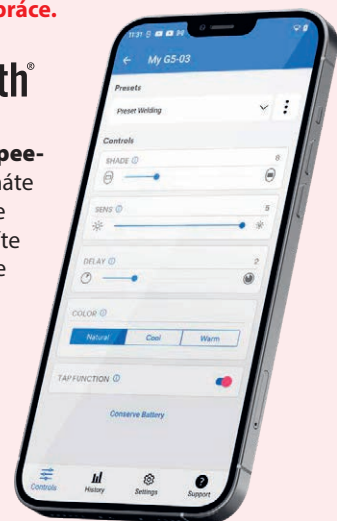 práce.
th®
pee-
náte
e
te
e
11:31
My G5-03
Presets
Preset Welding
Controls
SHADE 6
SENS 5
DELAY 2
COLOR
Natural Cool Warm
TAP FUNCTION
Conserve Battery
Controls History Settings Support